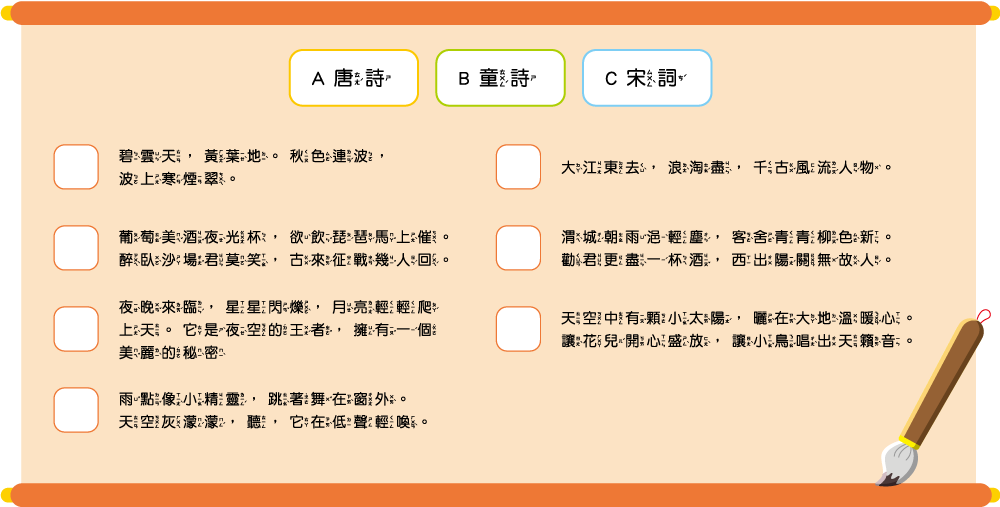 A 唐詩
B 童詩
C 宋詞
碧雲天，黃葉地。秋色連波，
波上寒煙翠。
葡萄美酒夜光杯，欲飲琵琶馬上催。
醉臥沙場君莫笑，古來征戰幾人回。
夜晚來臨，星星閃爍，月亮輕輕爬
上天。它是夜空的王者，擁有一個
美麗的秘密
雨點像小精靈，跳著舞在窗外。
天空灰濛濛，聽，它在低聲輕喚。
大江東去，浪淘盡，千古風流人物。
渭城朝雨浥輕塵，客舍青青柳色新。
勸君更盡一杯酒，西出陽關無故人。
天空中有顆小太陽，曬在大地溫暖心。
讓花兒開心盛放，讓小鳥唱出天籟音。